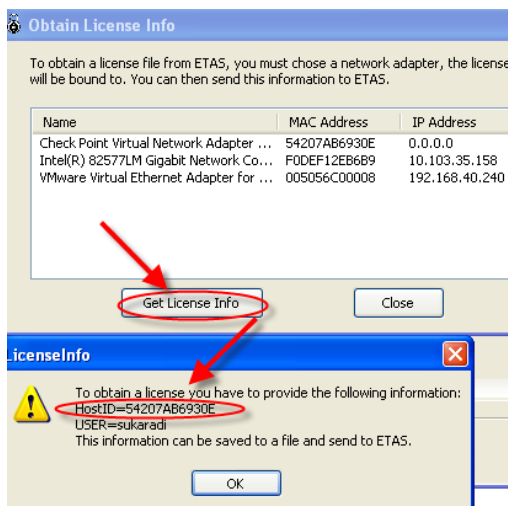 Obtain License Info
To obtain a license file from ETAS, you must chose a network adapter, the license
will be bound to. You can then send this information to ETAS.
Name MAC Address IP Address
Check Point Virtual Network Adapter ... 54207AB6930E 0.0.0.0
Intel(R) 82577LM Gigabit Network Co... F0DEF12EB6B9 10.103.35.158
VMware Virtual Ethernet Adapter for ... 005056C00008 192.168.40.240
Get License Info Close
LicenseInfo
To obtain a license you have to provide the following information:
HostID=54207AB6930E
USER=sukaradi
This information can be saved to a file and send to ETAS.
OK